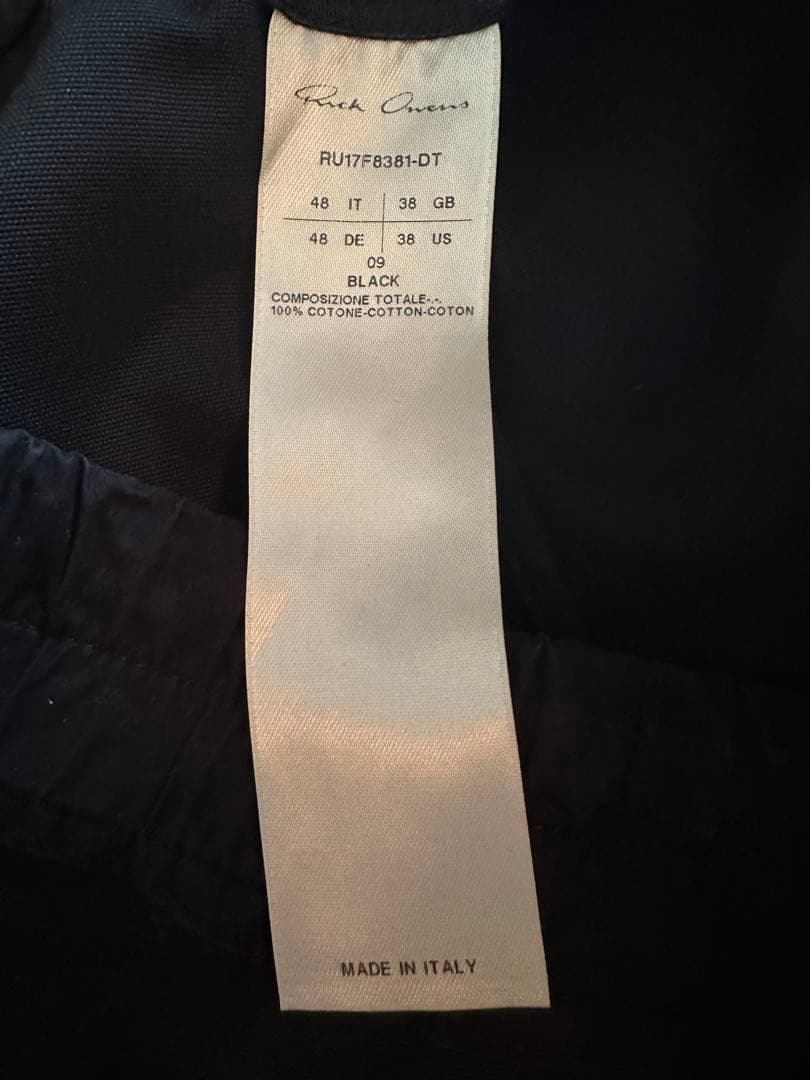 Rick Owens
RU17F8381-DT
48 IT 38 GB
48 DE 38 US
09
BLACK
COMPOSIZIONE TOTALE-.-.
100% COTONE-COTTON-COTON
MADE IN ITALY